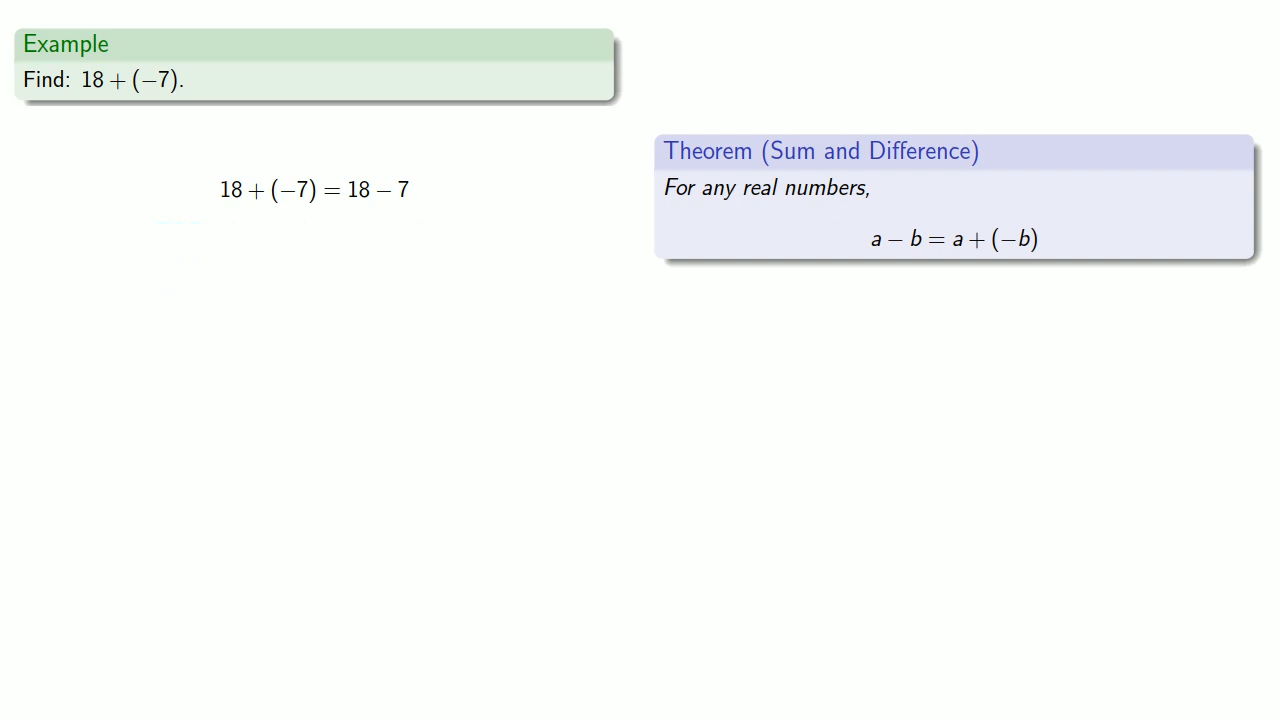 Example
Find: 18 + (−7).
18 + (−7) = 18 − 7
Theorem (Sum and Difference)
For any real numbers,
a − b = a + (−b)